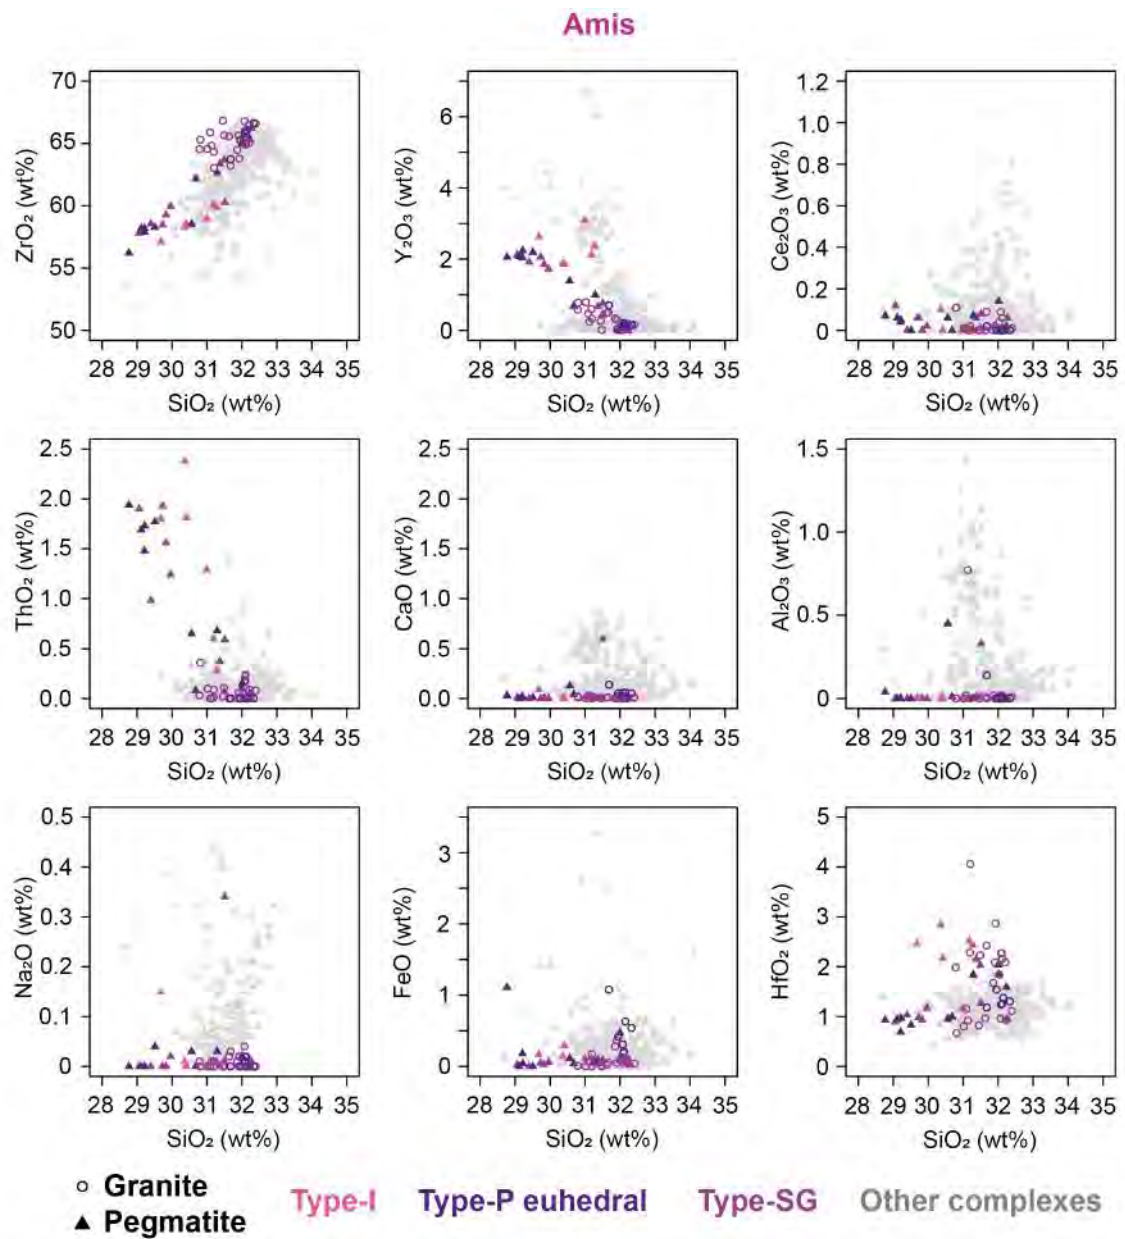 Amis
70
65
60
55
50
ZrO₂ (wt%)
28 29 30 31 32 33 34 35
SiO₂ (wt%)
6
4
2
0
Y₂O₃ (wt%)
28 29 30 31 32 33 34 35
SiO₂ (wt%)
1.2
1.0
0.8
0.6
0.4
0.2
0
Ce₂O₃ (wt%)
28 29 30 31 32 33 34 35
SiO₂ (wt%)
2.5
2.0
1.5
1.0
0.5
0.0
ThO₂ (wt%)
28 29 30 31 32 33 34 35
SiO₂ (wt%)
2.5
2.0
1.5
1.0
0.5
0.0
CaO (wt%)
28 29 30 31 32 33 34 35
SiO₂ (wt%)
1.5
1.0
0.5
0
Al₂O₃ (wt%)
28 29 30 31 32 33 34 35
SiO₂ (wt%)
0.5
0.4
0.3
0.2
0.1
0
Na₂O (wt%)
28 29 30 31 32 33 34 35
SiO₂ (wt%)
3
2
1
0
FeO (wt%)
28 29 30 31 32 33 34 35
SiO₂ (wt%)
5
4
3
2
1
0
HfO₂ (wt%)
28 29 30 31 32 33 34 35
SiO₂ (wt%)
Granite
Pegmatite
Type-I Type-P euhedral Type-SG Other complexes